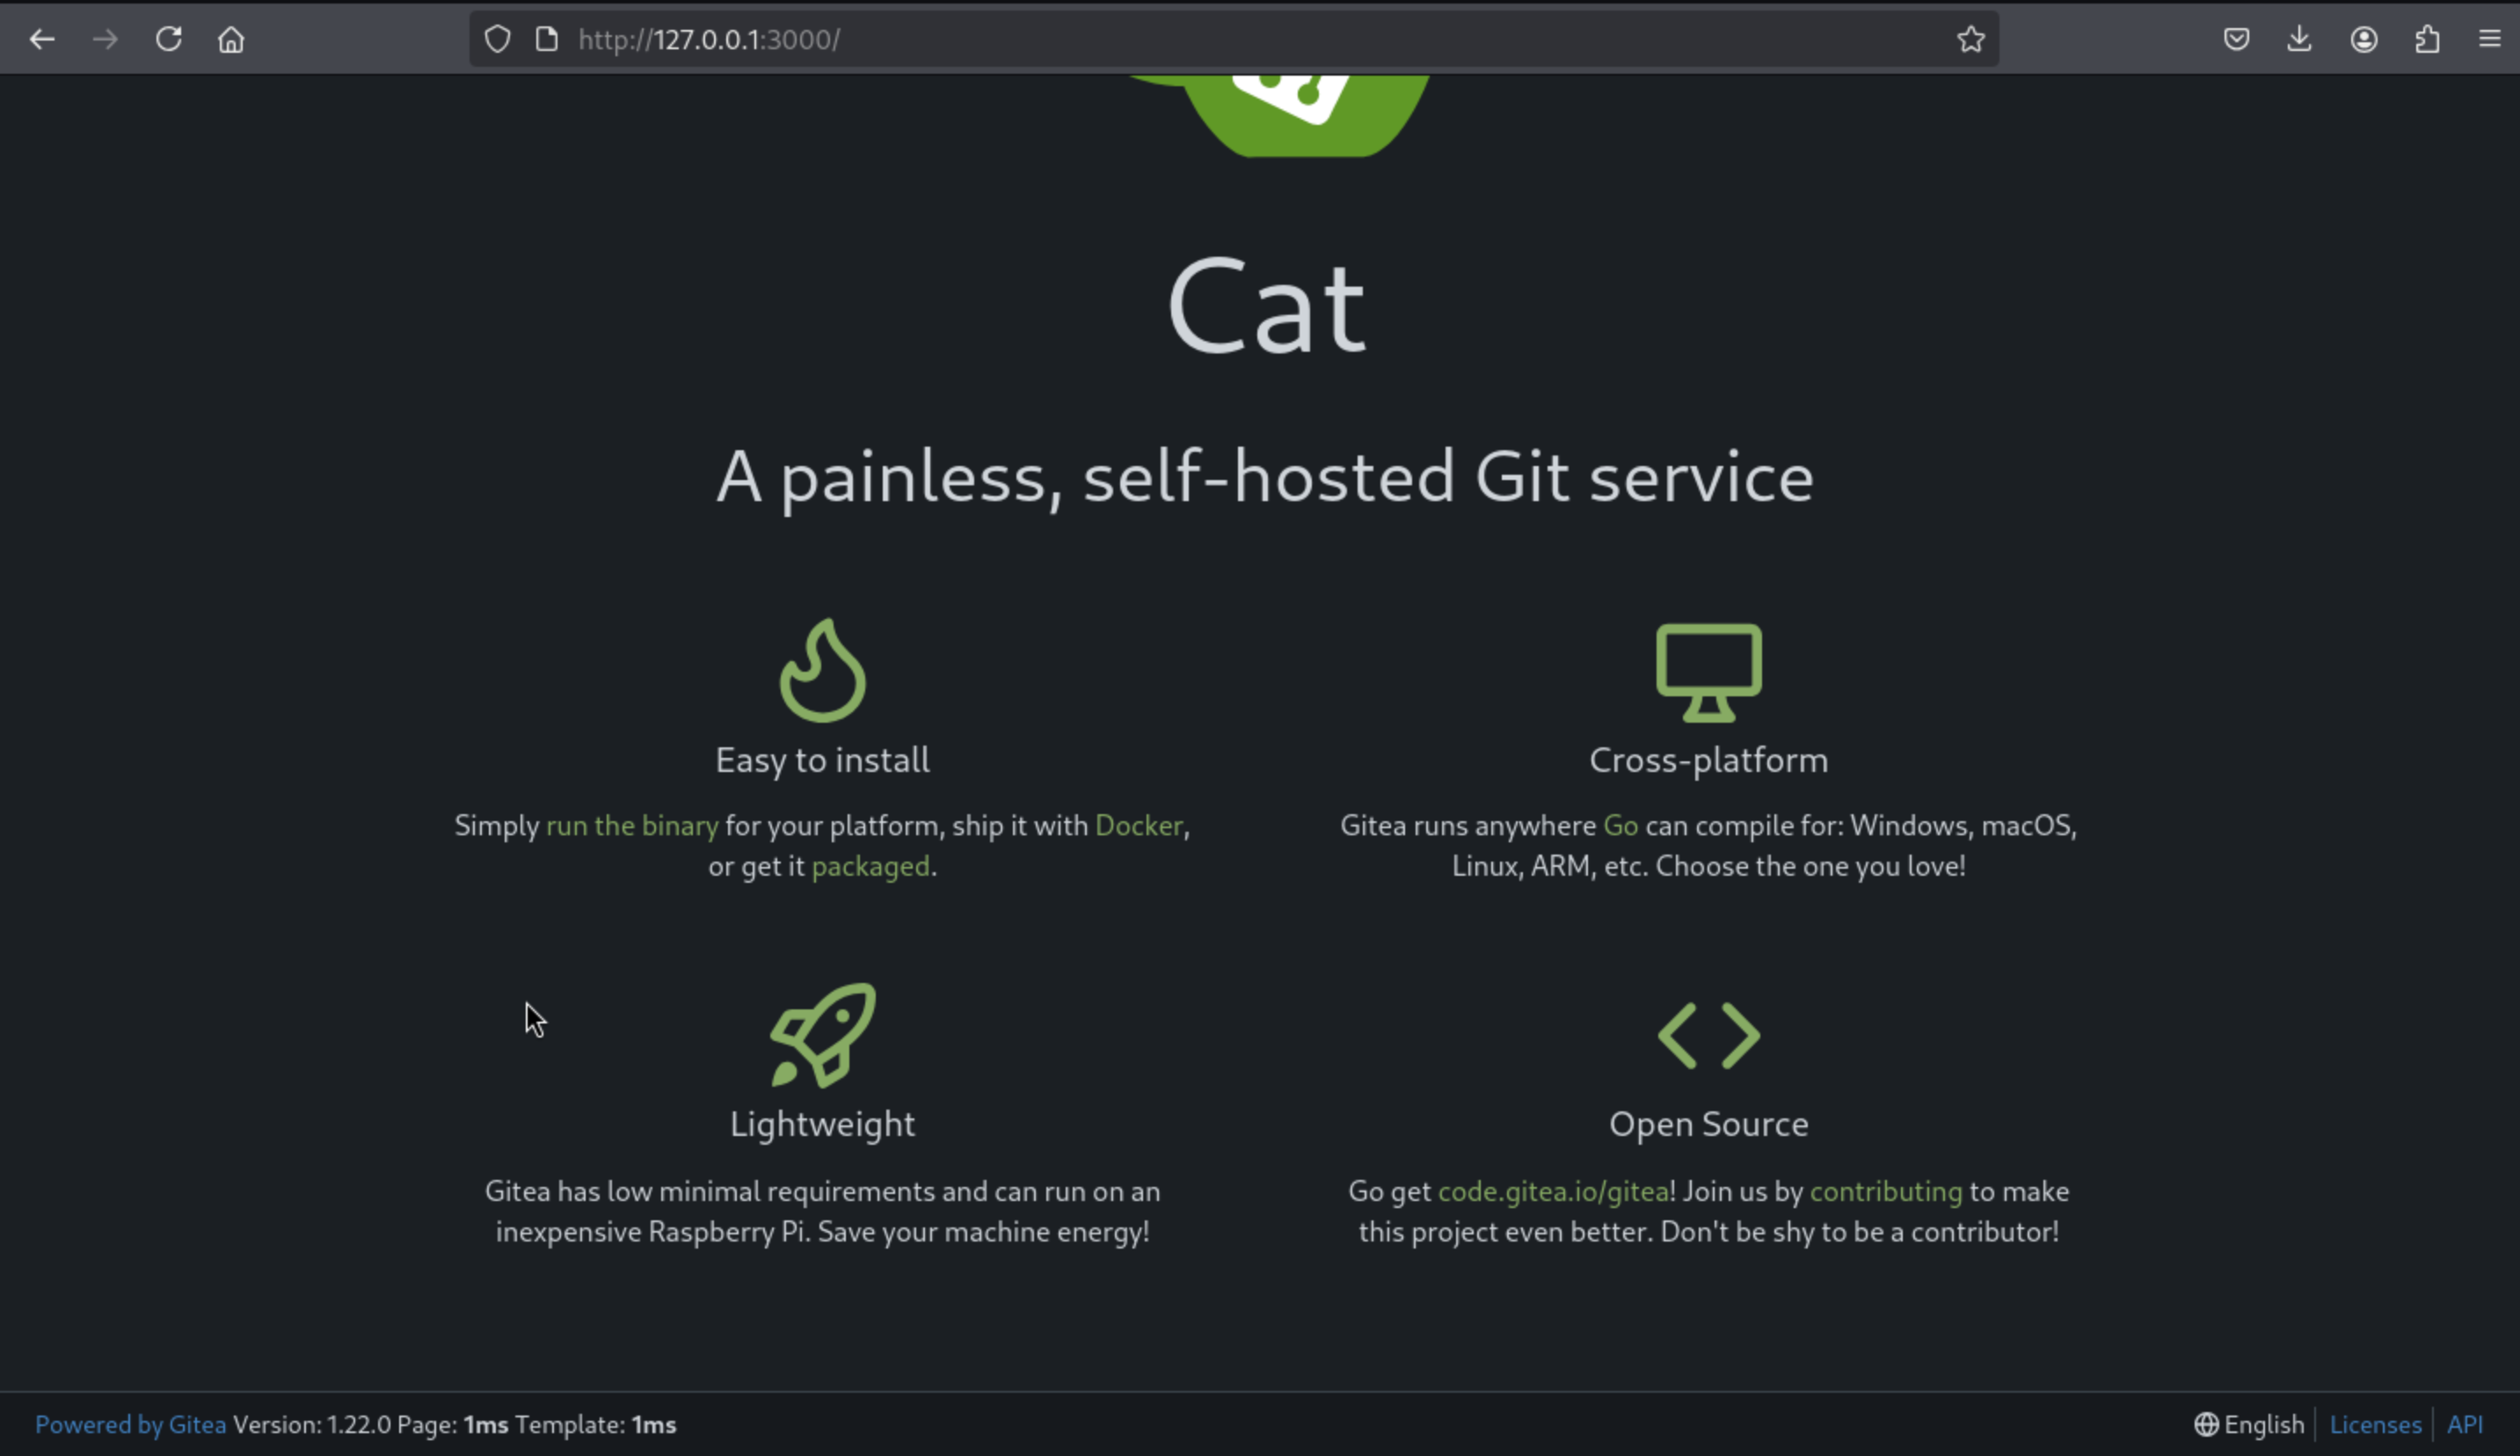 http://127.0.0.1:3000/
Cat
A painless, self-hosted Git service
Easy to install
Simply run the binary for your platform, ship it with Docker,
or get it packaged.
Cross-platform
Gitea runs anywhere Go can compile for: Windows, macOS,
Linux, ARM, etc. Choose the one you love!
Lightweight
Gitea has low minimal requirements and can run on an
inexpensive Raspberry Pi. Save your machine energy!
Open Source
Go get code.gitea.io/gitea! Join us by contributing to make
this project even better. Don't be shy to be a contributor!
Powered by Gitea Version: 1.22.0 Page: 1ms Template: 1ms
English Licenses API